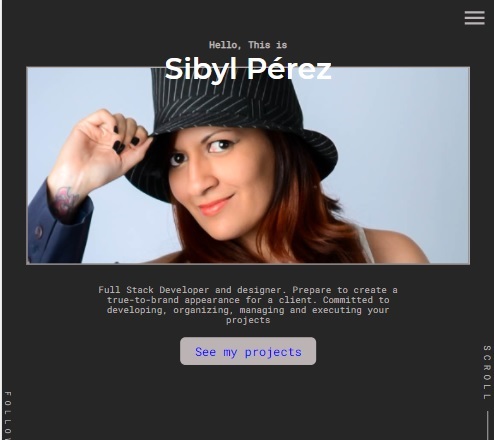 Hello, This is
Sibyl Pérez
Full Stack Developer and designer. Prepare to create a
true-to-brand appearance for a client. Committed to
developing, organizing, managing and executing your
projects
See my projects
SCROLL
FOLLOW